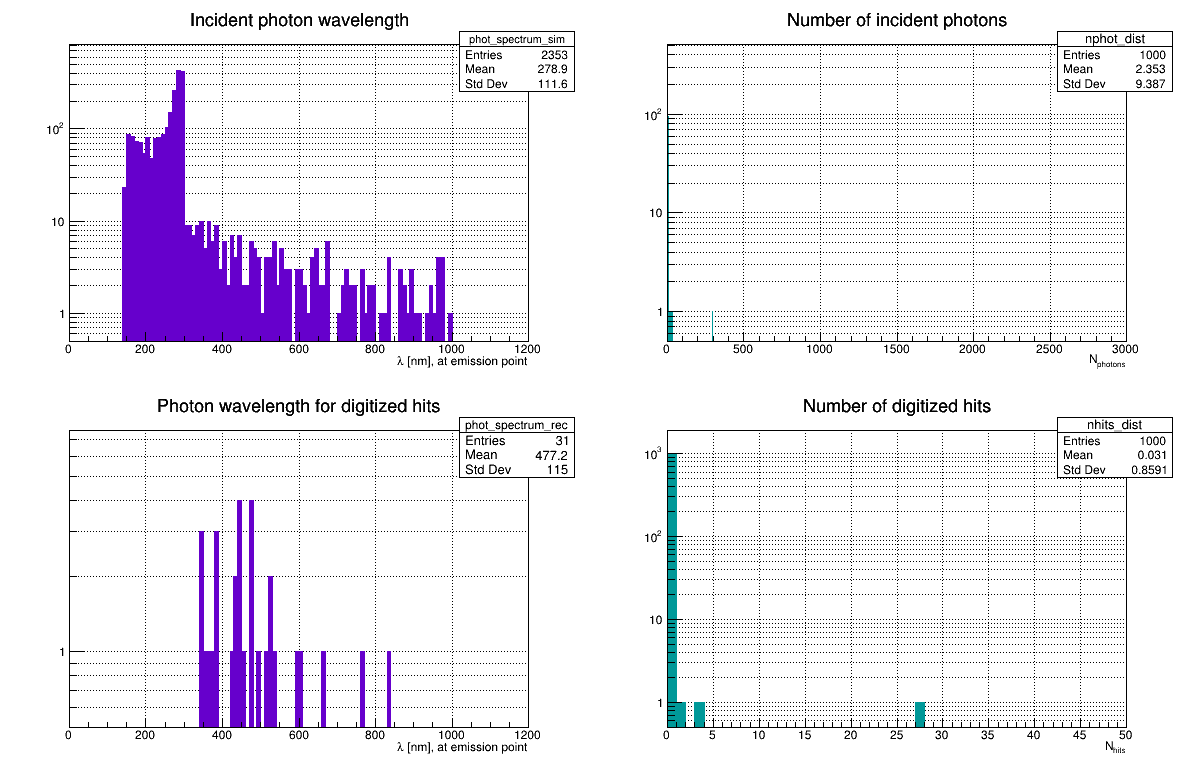 Incident photon wavelength
phot_spectrum_sim
Entries 2353
Mean 278.9
Std Dev 111.6
10²
10
1
0 200 400 600 800 1000 1200
λ [nm], at emission point
Number of incident photons
nphot_dist
Entries 1000
Mean 2.353
Std Dev 9.387
10²
10
1
0 500 1000 1500 2000 2500 3000
N_photons
Photon wavelength for digitized hits
phot_spectrum_rec
Entries 31
Mean 477.2
Std Dev 115
1
0 200 400 600 800 1000 1200
λ [nm], at emission point
Number of digitized hits
nhits_dist
Entries 1000
Mean 0.031
Std Dev 0.8591
10³
10²
10
1
0 5 10 15 20 25 30 35 40 45 50
N_hits